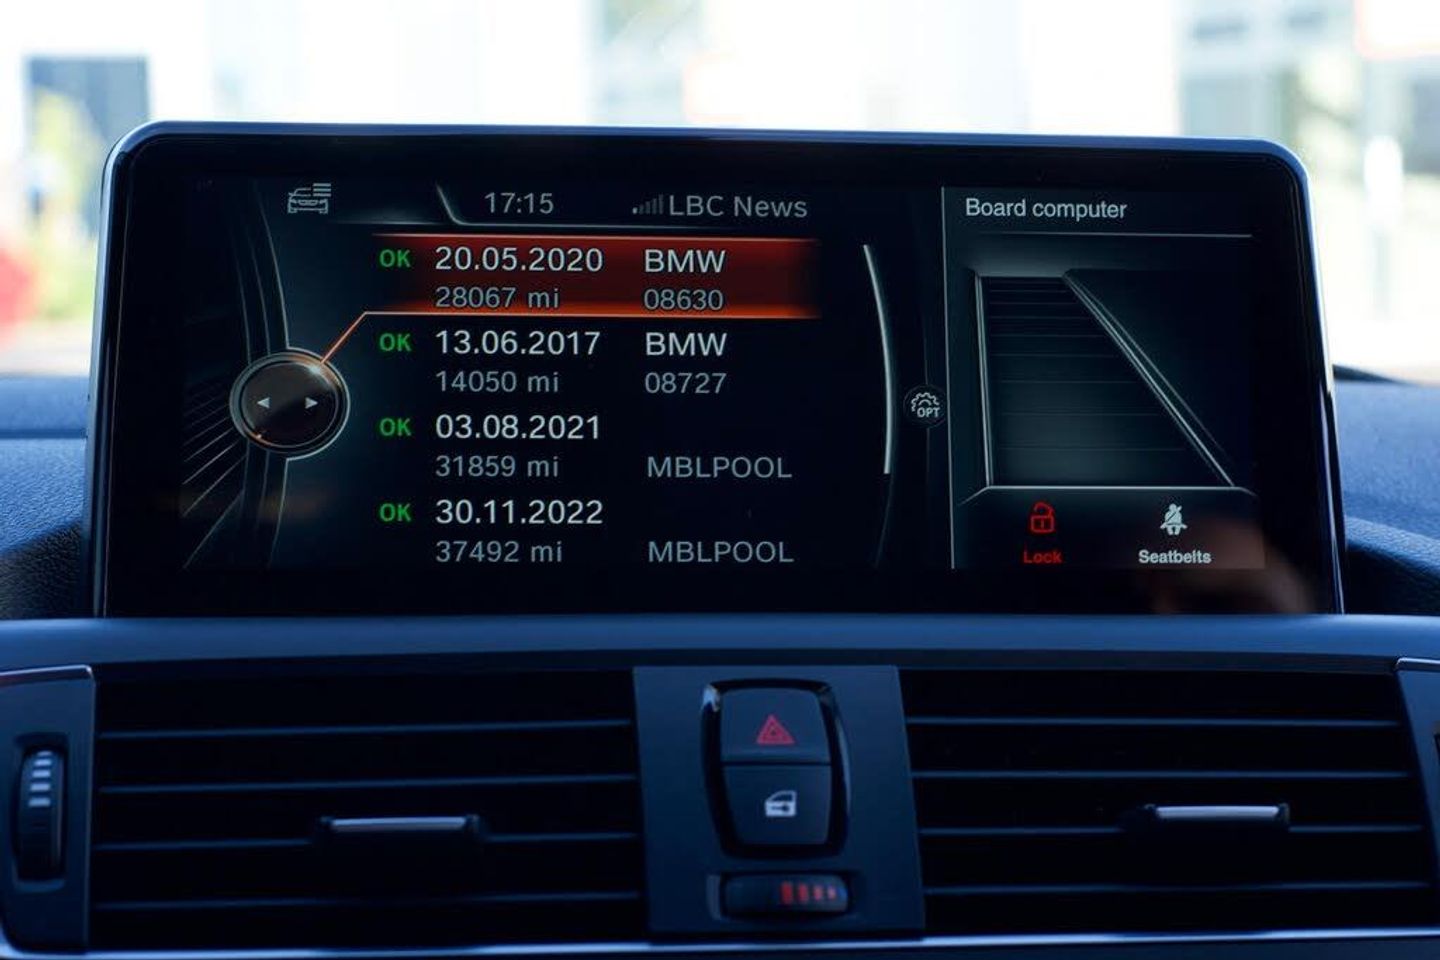 17:15 LBC News
OK 20.05.2020 BMW
28067 mi 08630
OK 13.06.2017 BMW
14050 mi 08727
OK 03.08.2021
31859 mi MBLPOOL
OK 30.11.2022
37492 mi MBLPOOL
OPT
Board computer
Lock Seatbelts